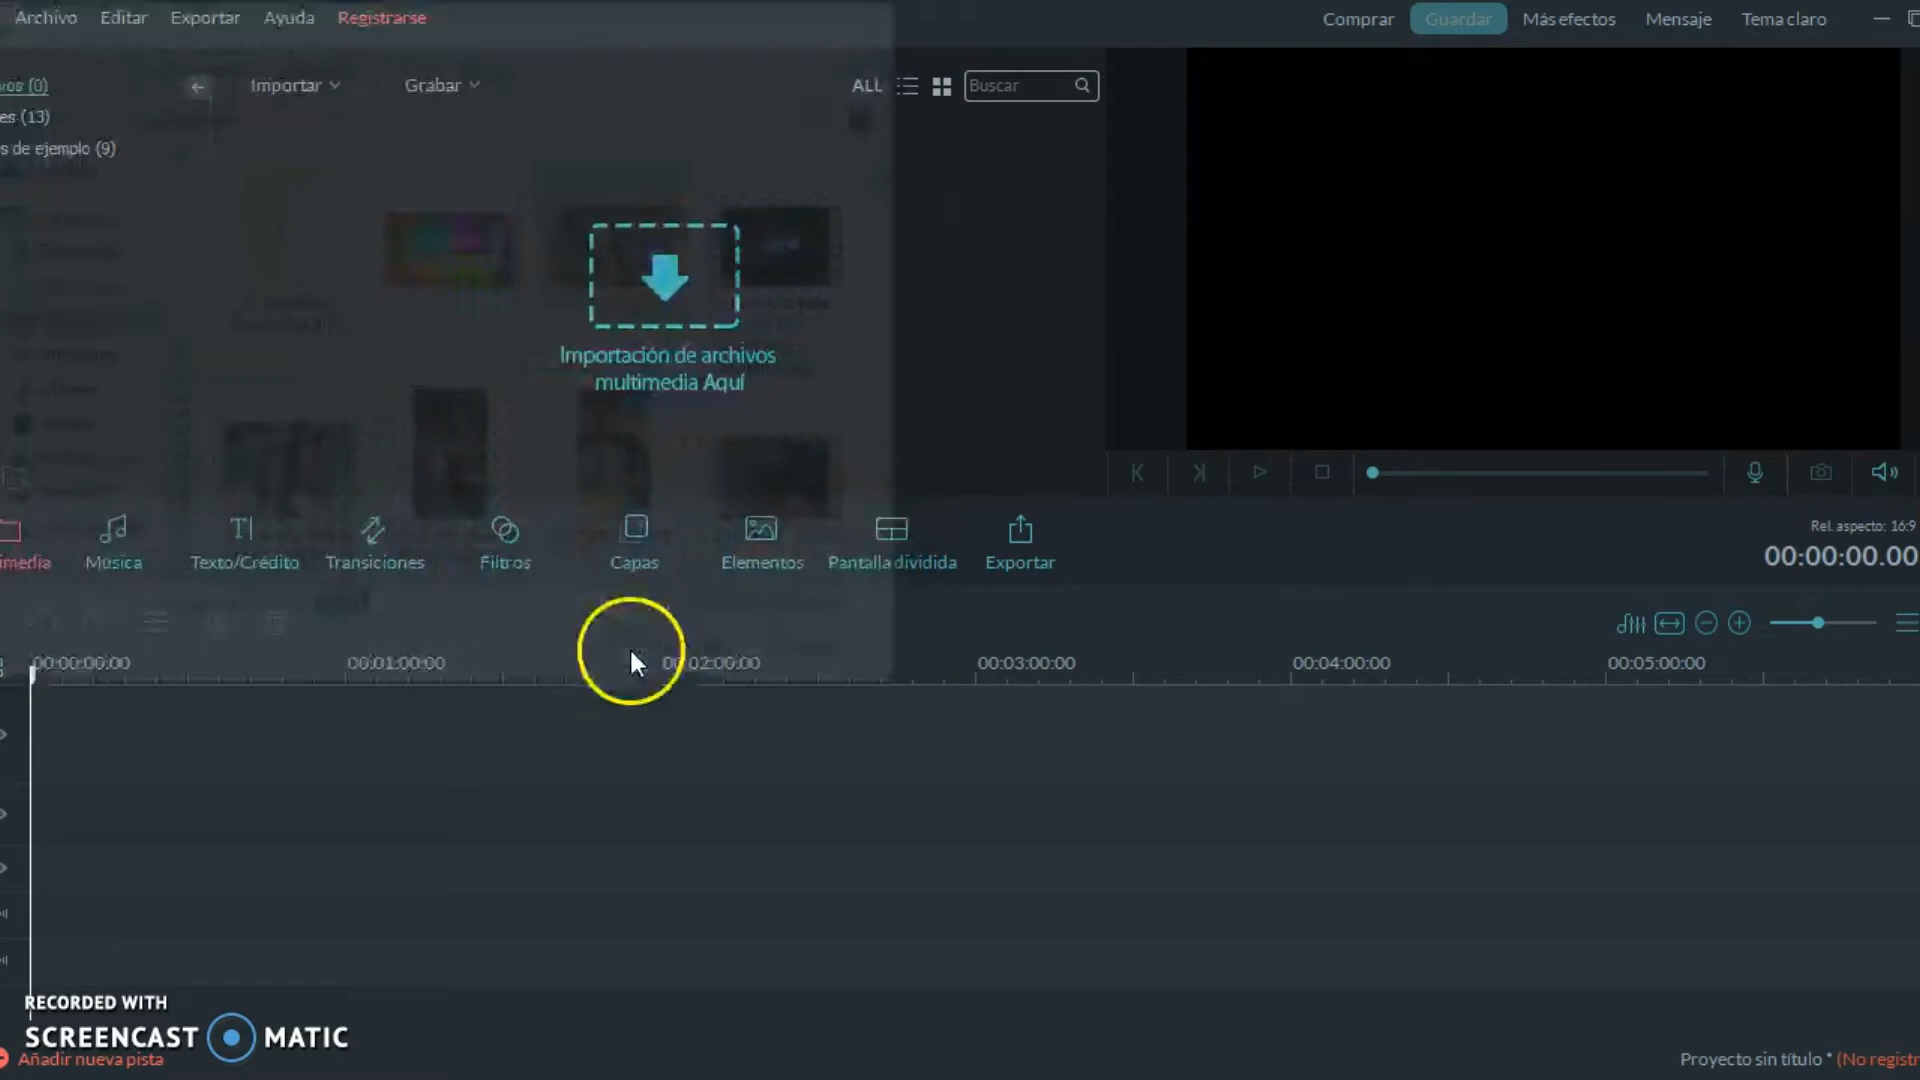 Archivo Editar Exportar Ayuda Registrarse Comprar Guardar Más efectos Mensaje Tema claro
vos (0) Importar Grabar ALL Buscar
es (13)
s de ejemplo (9)
Importación de archivos
multimedia Aquí
imedia Música Texto/Crédito Transiciones Filtros Capas Elementos Pantalla dividida Exportar
Rel. aspecto: 16:9
00:00:00.00
00:00:00:00 00:01:00:00 00:02:00:00 00:03:00:00 00:04:00:00 00:05:00:00
RECORDED WITH
SCREENCAST MATIC
Añadir nueva pista
Proyecto sin título * (No registr